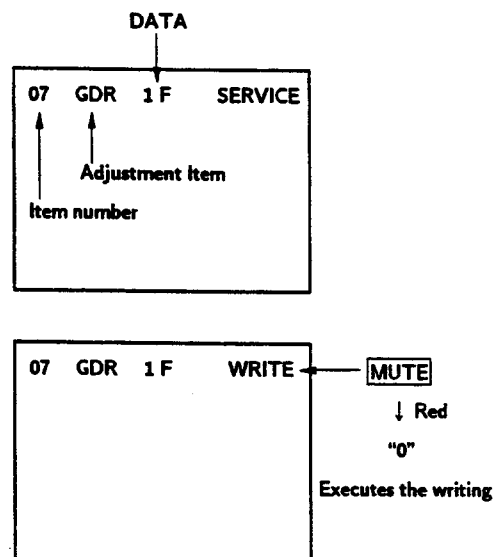 DATA
07 GDR 1 F SERVICE
Adjustment Item
Item number
07 GDR 1 F WRITE MUTE
↓ Red
“0”
Executes the writing